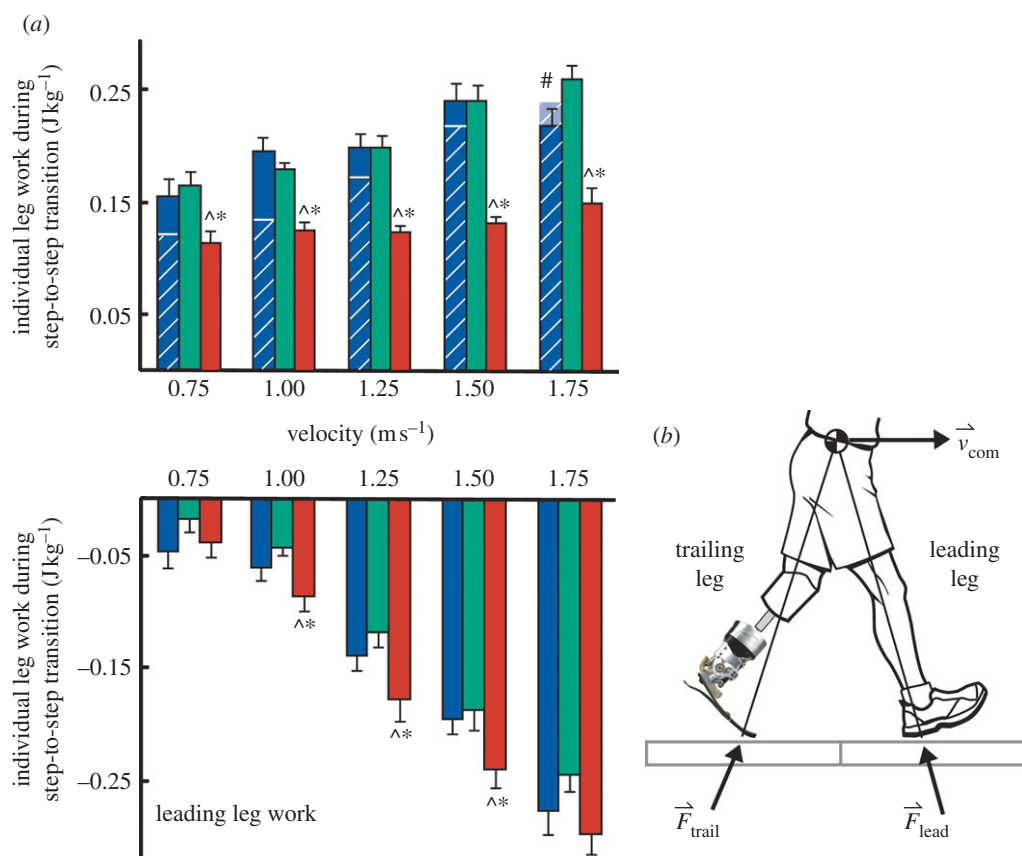 (a)
individual leg work during
step-to-step transition (J kg⁻¹)
0.25
0.15
0.05
^*
^*
^*
^*
#
^*
0.75 1.00 1.25 1.50 1.75
velocity (m s⁻¹)
0.75 1.00 1.25 1.50 1.75
individual leg work during
step-to-step transition (J kg⁻¹)
−0.05
−0.15
−0.25
^*
^*
^*
leading leg work
(b)
v⃗com
trailing
leg
leading
leg
F⃗trail
F⃗lead